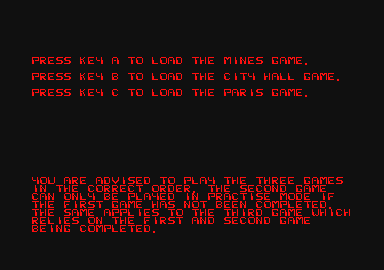 PRESS KEY A TO LOAD THE MINES GAME.
PRESS KEY B TO LOAD THE CITY HALL GAME.
PRESS KEY C TO LOAD THE PARIS GAME.
YOU ARE ADVISED TO PLAY THE THREE GAMES
IN THE CORRECT ORDER. THE SECOND GAME
CAN ONLY BE PLAYED IN PRACTISE MODE IF
THE FIRST GAME HAS NOT BEEN COMPLETED.
THE SAME APPLIES TO THE THIRD GAME WHICH
RELIES ON THE FIRST AND SECOND GAME
BEING COMPLETED.